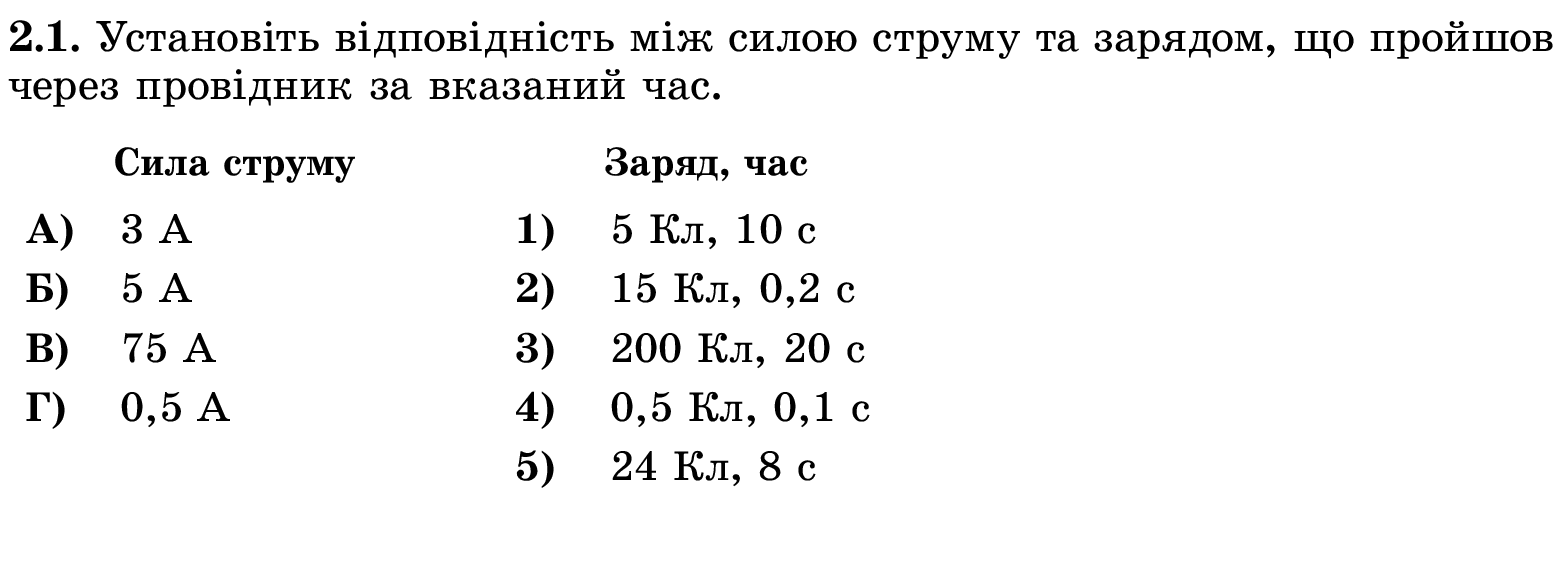 2.1. Установіть відповідність між силою струму та зарядом, що пройшов
через провідник за вказаний час.
Сила струму Заряд, час
А) 3 А 1) 5 Кл, 10 с
Б) 5 А 2) 15 Кл, 0,2 с
В) 75 А 3) 200 Кл, 20 с
Г) 0,5 А 4) 0,5 Кл, 0,1 с
5) 24 Кл, 8 с